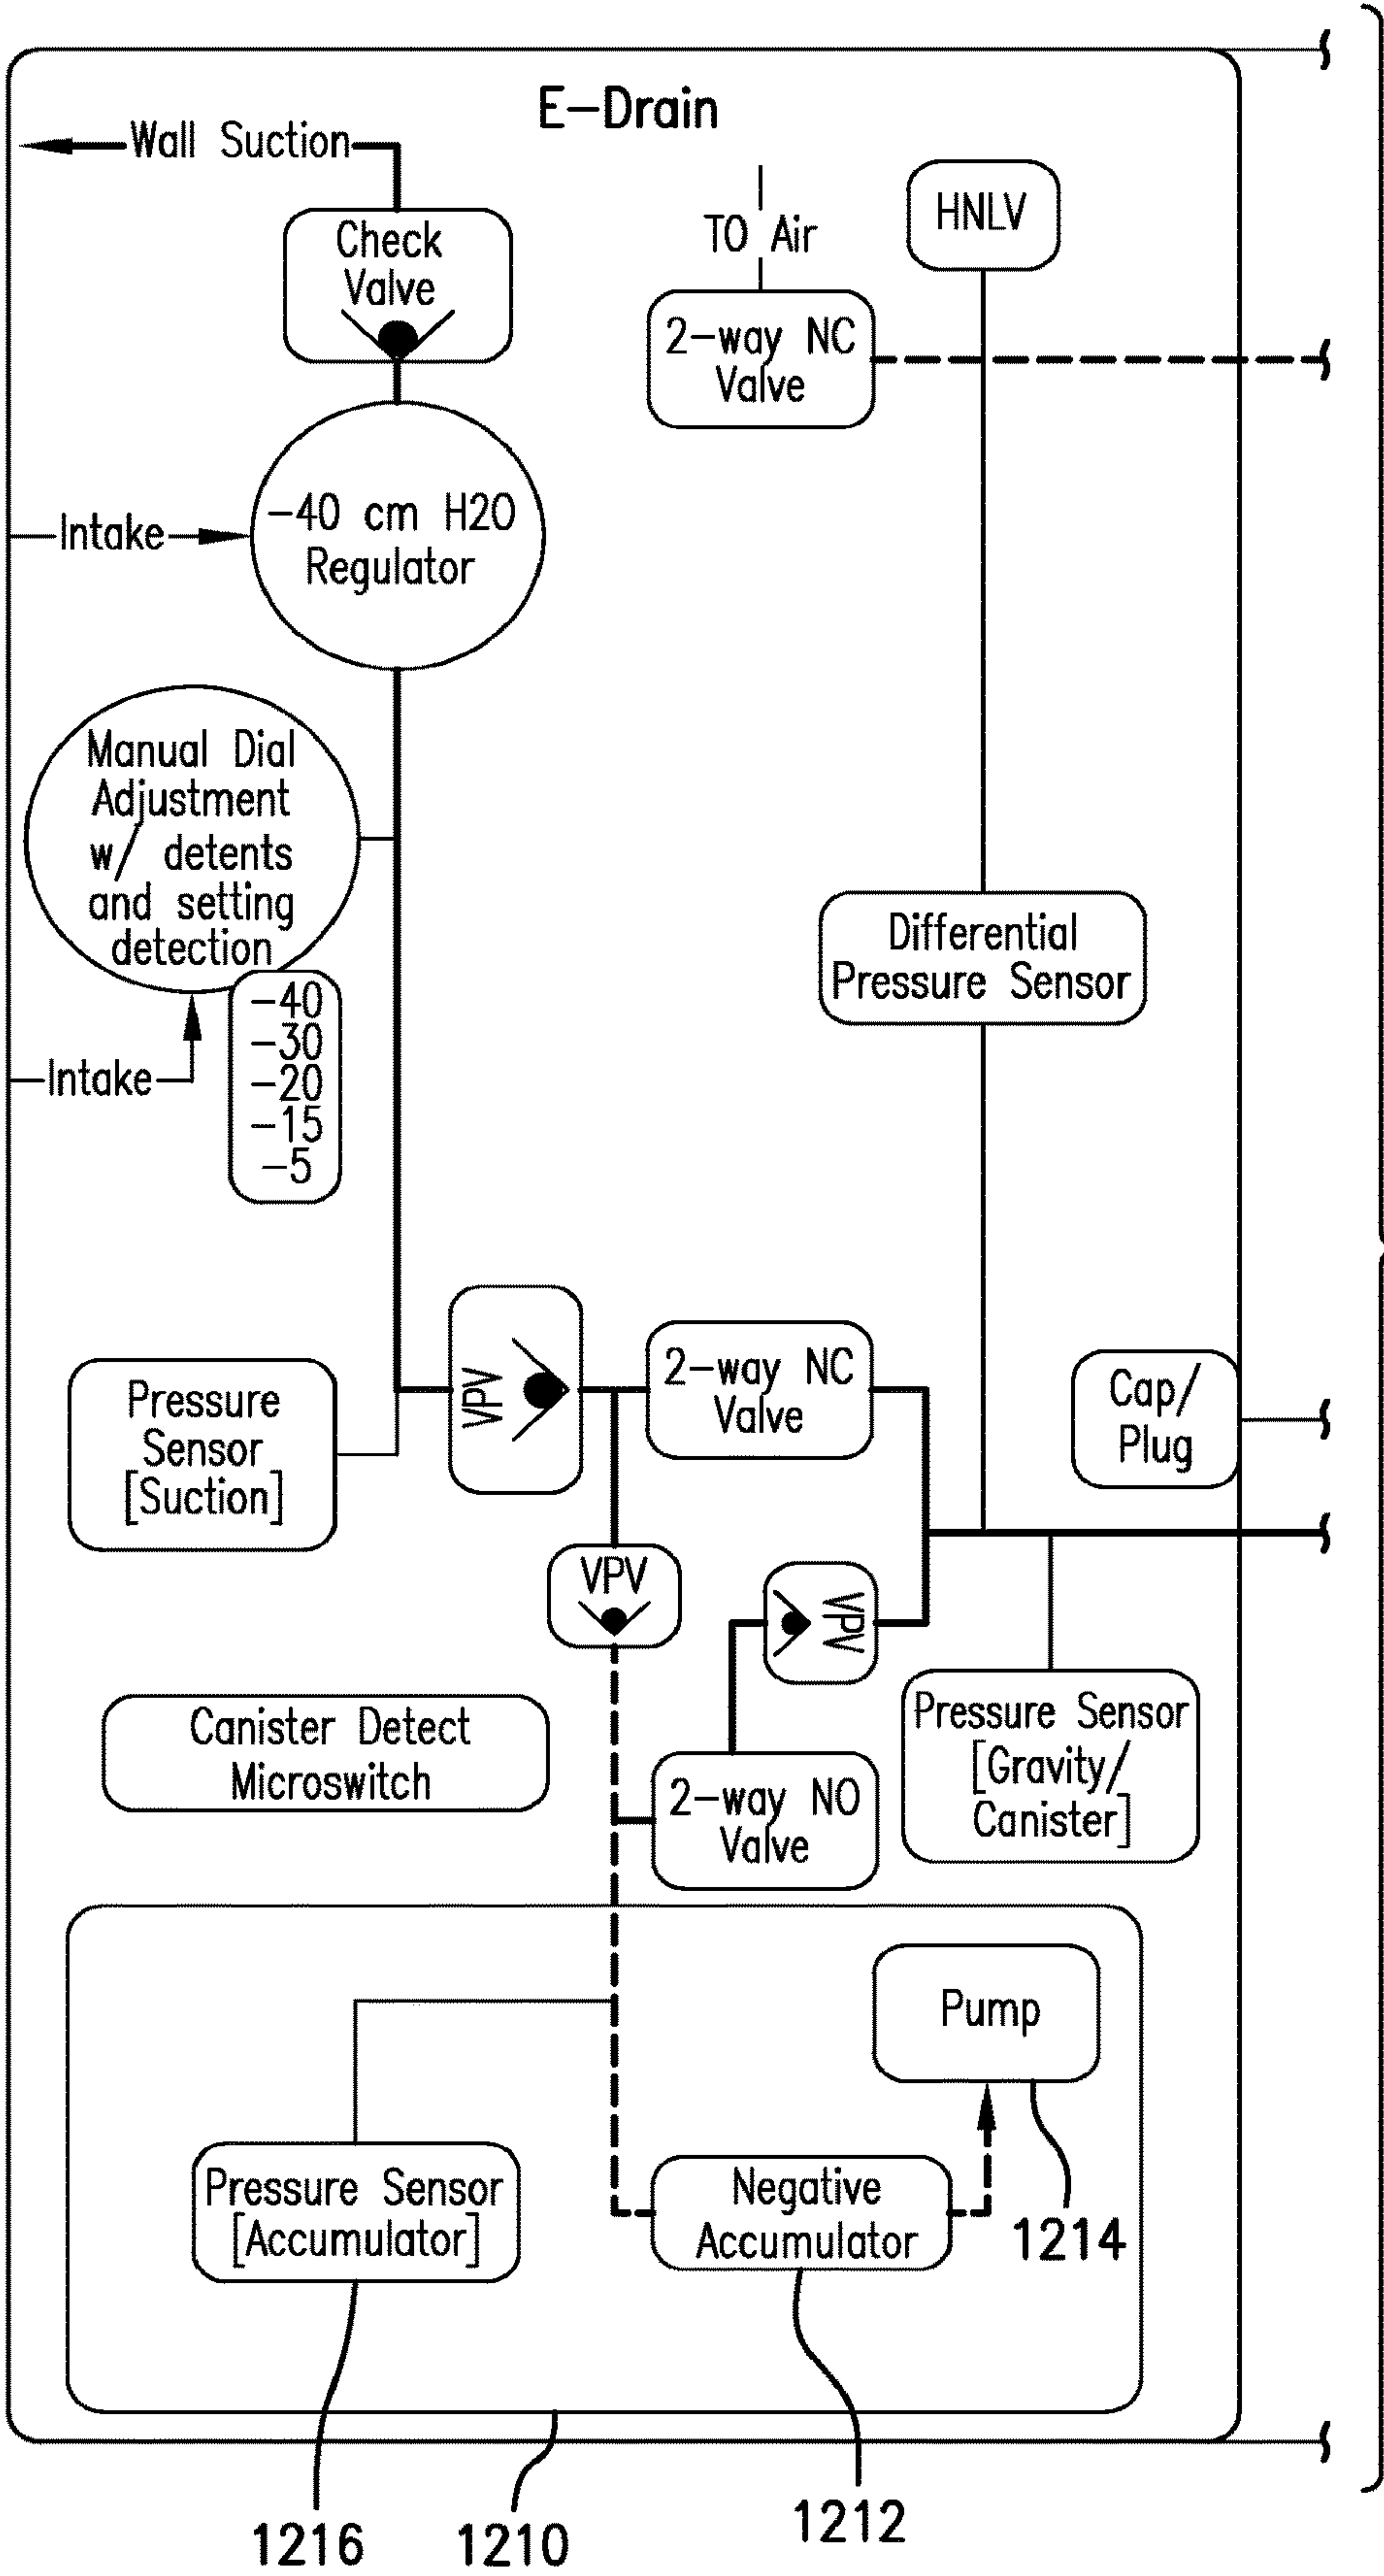 E-Drain
Wall Suction
Check
Valve
TO Air
HNLV
2-way NC
Valve
Intake
-40 cm H2O
Regulator
Manual Dial
Adjustment
w/ detents
and setting
detection
-40
-30
-20
-15
-5
Intake
Differential
Pressure Sensor
VPV
2-way NC
Valve
Cap/
Plug
Pressure
Sensor
[Suction]
VPV
VPV
Canister Detect
Microswitch
2-way NO
Valve
Pressure Sensor
[Gravity/
Canister]
Pump
Pressure Sensor
[Accumulator]
Negative
Accumulator
1214
1216
1210
1212